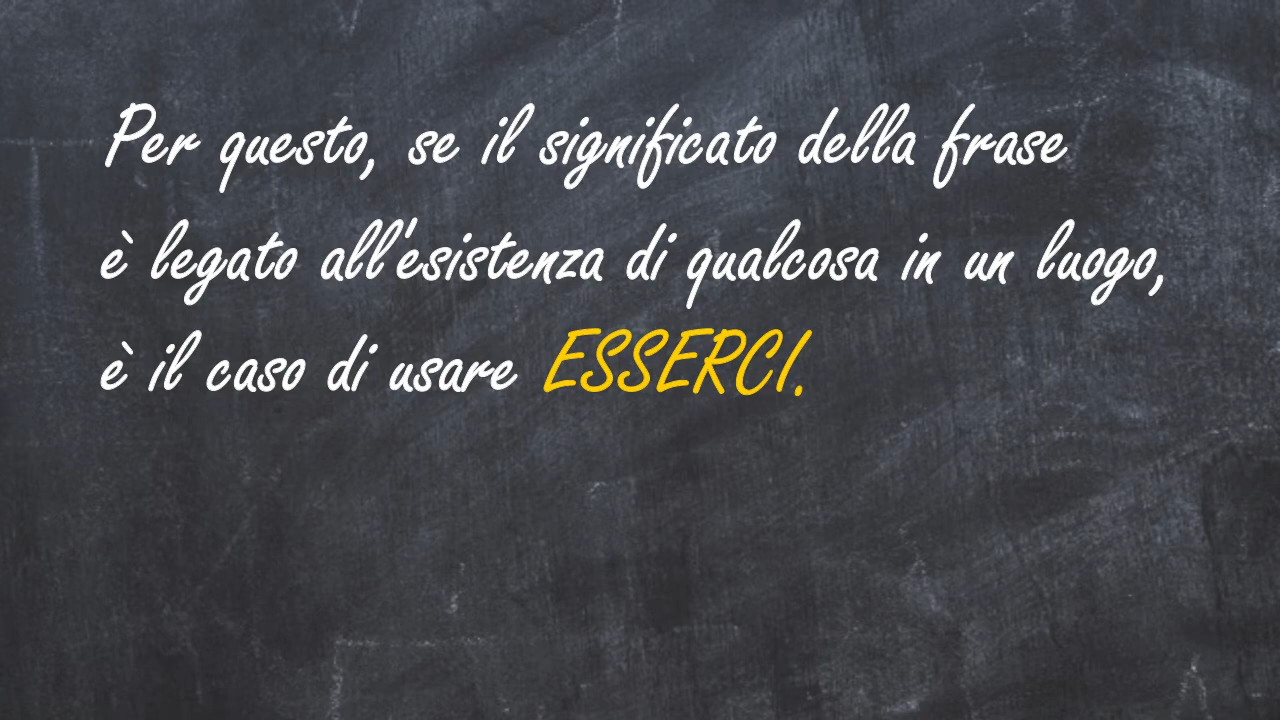 Per questo, se il significato della frase
è legato all'esistenza di qualcosa in un luogo,
è il caso di usare ESSERCI.